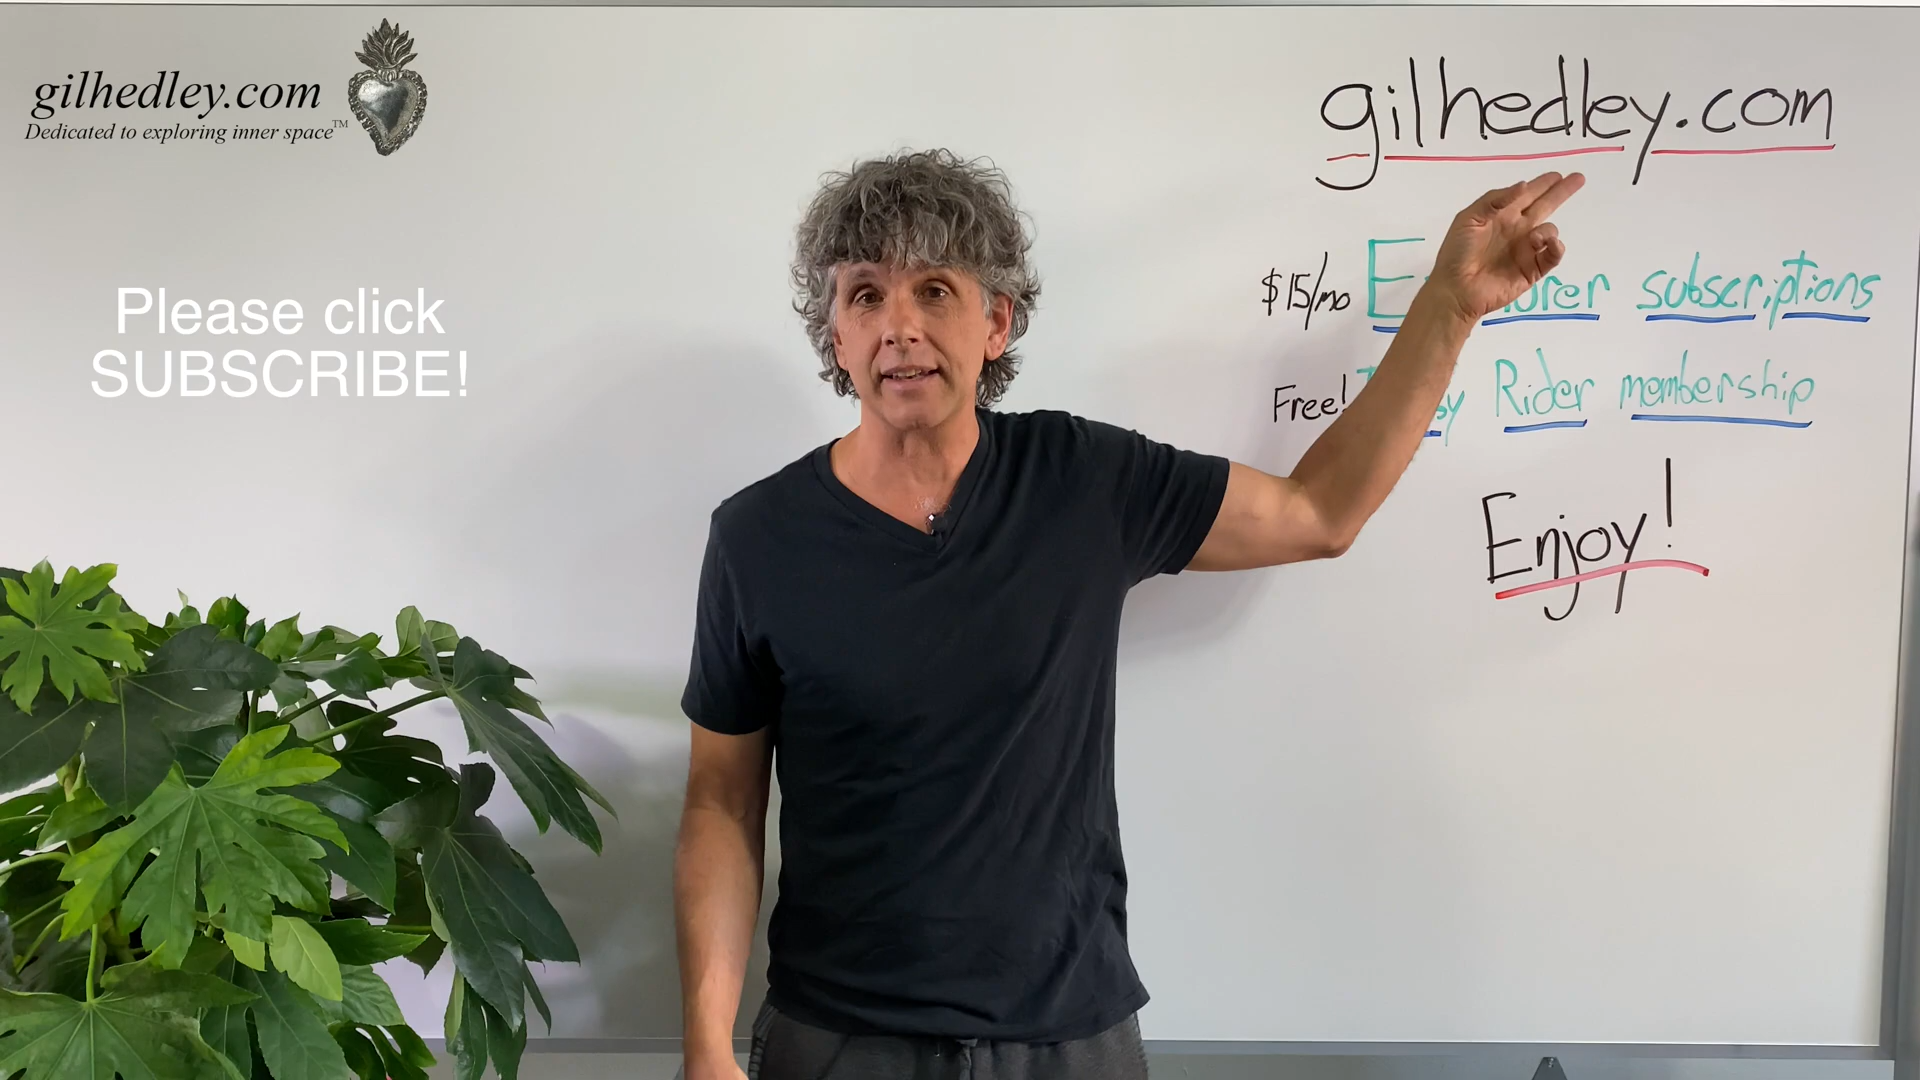 gilhedley.com
Dedicated to exploring inner space™
Please click
SUBSCRIBE!
gilhedley.com
$15/mo subscriptions
Free! Rider membership
Enjoy!